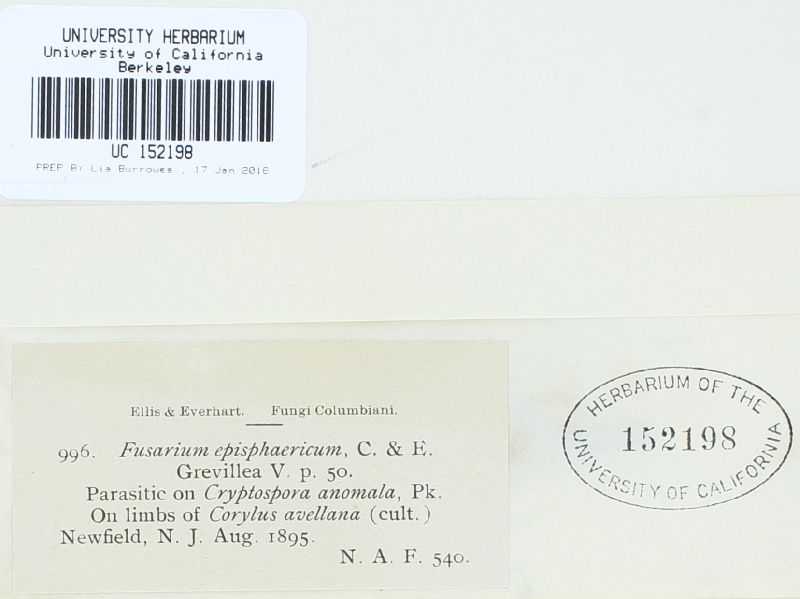 UNIVERSITY HERBARIUM
University of California
Berkeley
UC 152198
PREP By Lia Burrowes , 17 Jan 2018
Ellis & Everhart. Fungi Columbiani.
996. Fusarium episphaericum, C. & E.
Grevillea V. p. 50.
Parasitic on Cryptospora anomala, Pk.
On limbs of Corylus avellana (cult.)
Newfield, N. J. Aug. 1895.
N. A. F. 540.
HERBARIUM OF THE
152198
UNIVERSITY OF CALIFORNIA